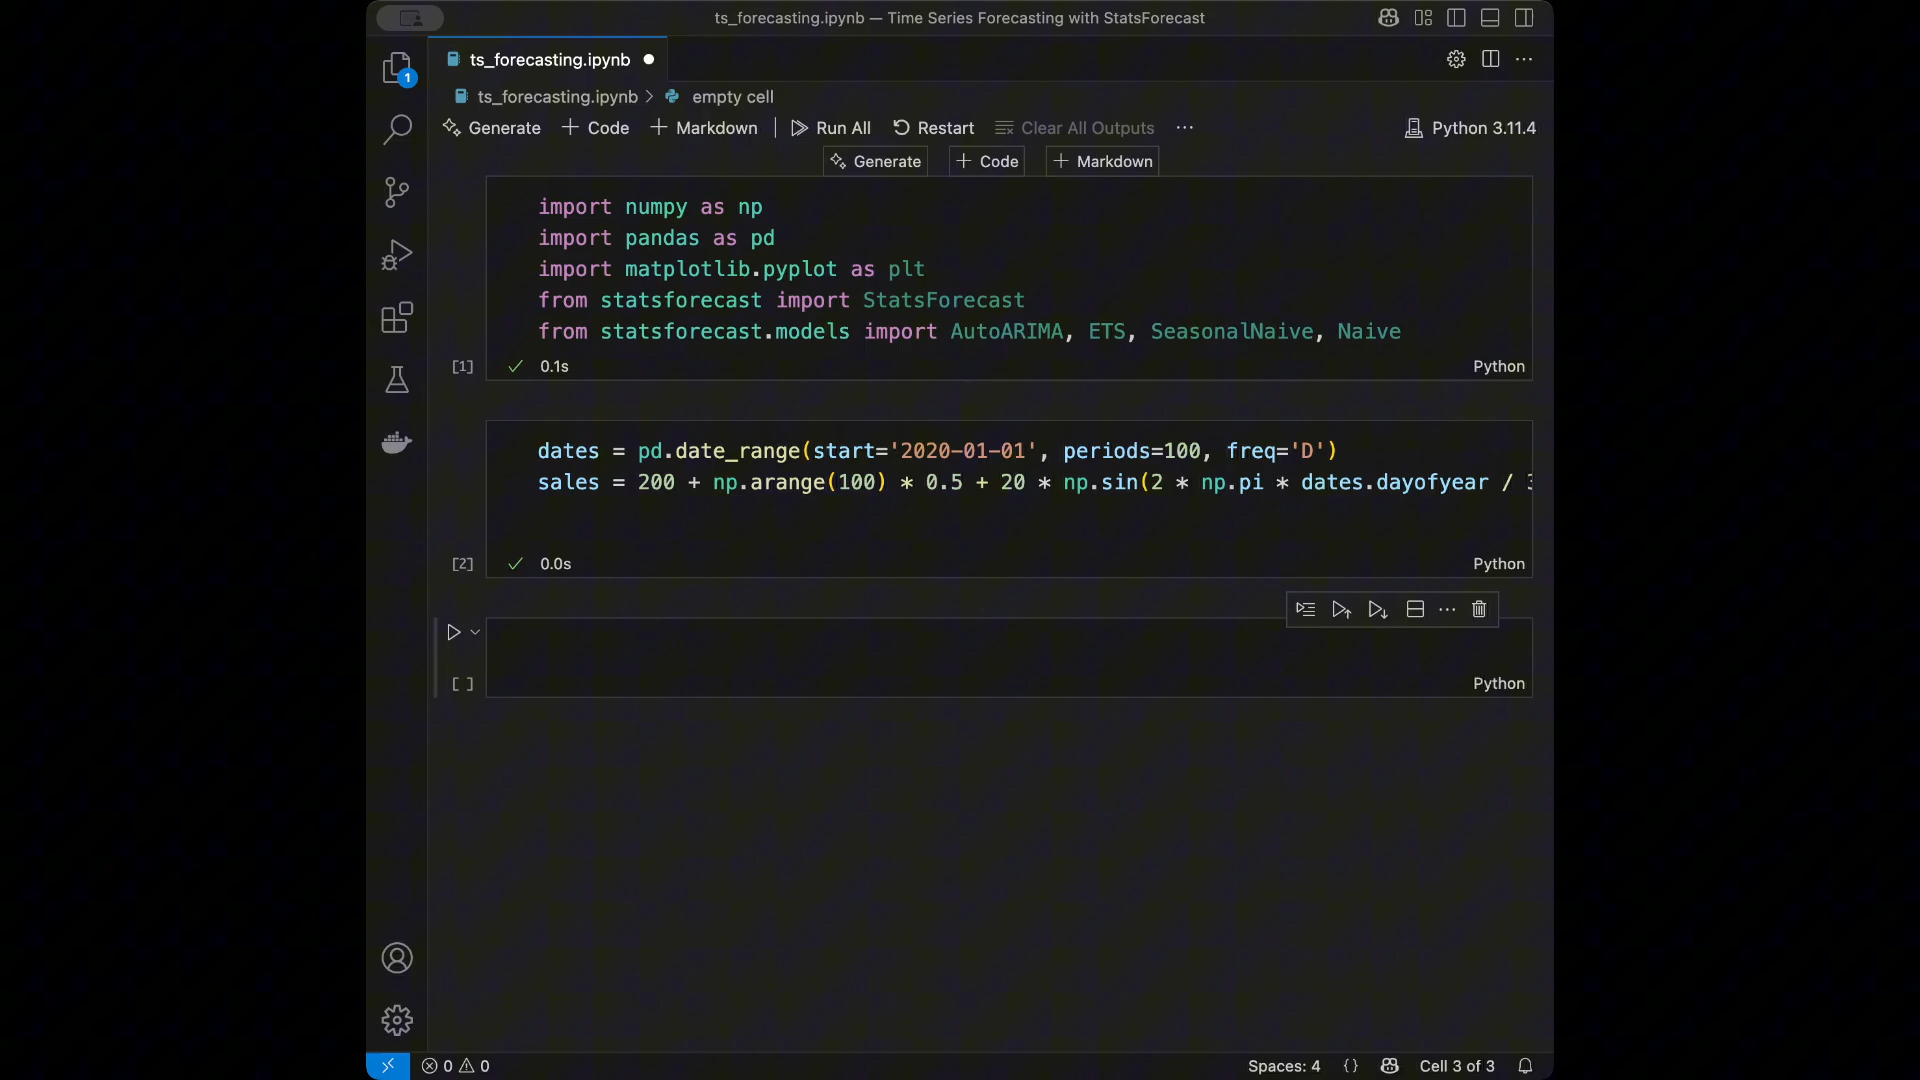 ts_forecasting.ipynb — Time Series Forecasting with StatsForecast
ts_forecasting.ipynb
1
ts_forecasting.ipynb > empty cell
Generate + Code + Markdown | Run All Restart Clear All Outputs ... Python 3.11.4
Generate + Code + Markdown
import numpy as np
import pandas as pd
import matplotlib.pyplot as plt
from statsforecast import StatsForecast
from statsforecast.models import AutoARIMA, ETS, SeasonalNaive, Naive
[1] ✓ 0.1s Python
dates = pd.date_range(start='2020-01-01', periods=100, freq='D')
sales = 200 + np.arange(100) * 0.5 + 20 * np.sin(2 * np.pi * dates.dayofyear /
[2] ✓ 0.0s Python
[ ] Python
0 0 Spaces: 4 {} Cell 3 of 3